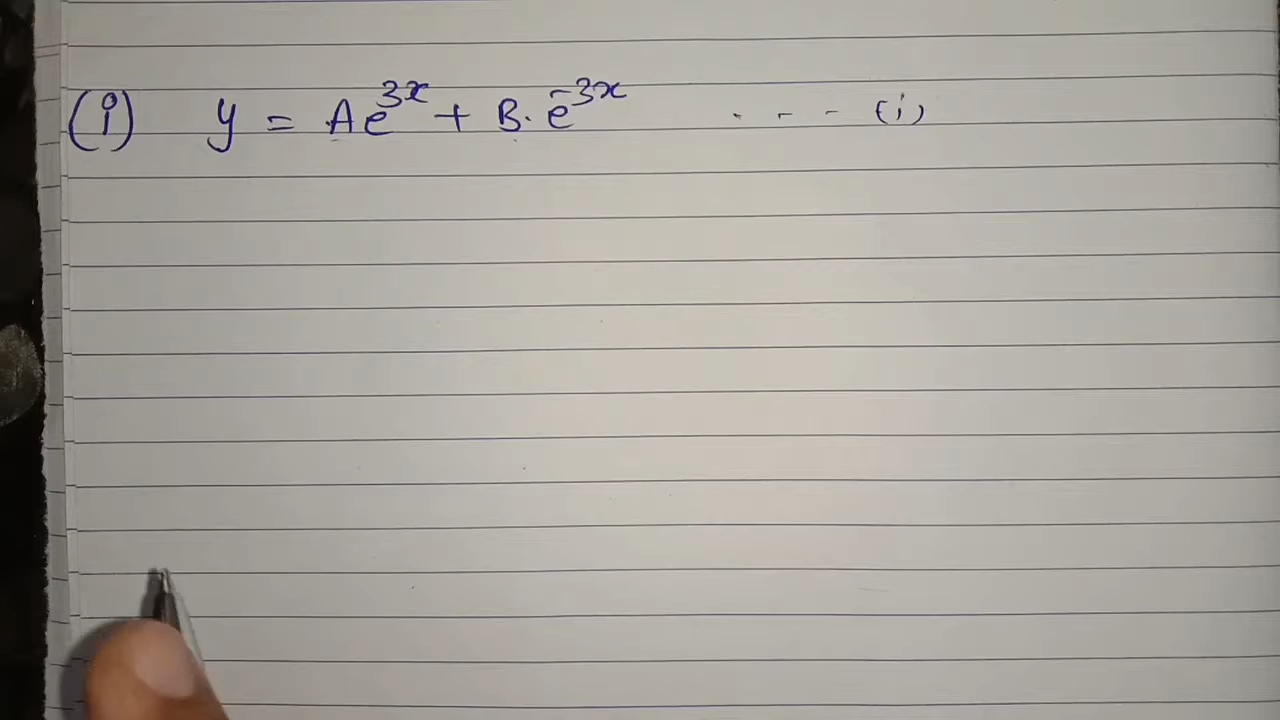 (i) y = Ae^{3x} + B.e^{-3x} . - - - (i)